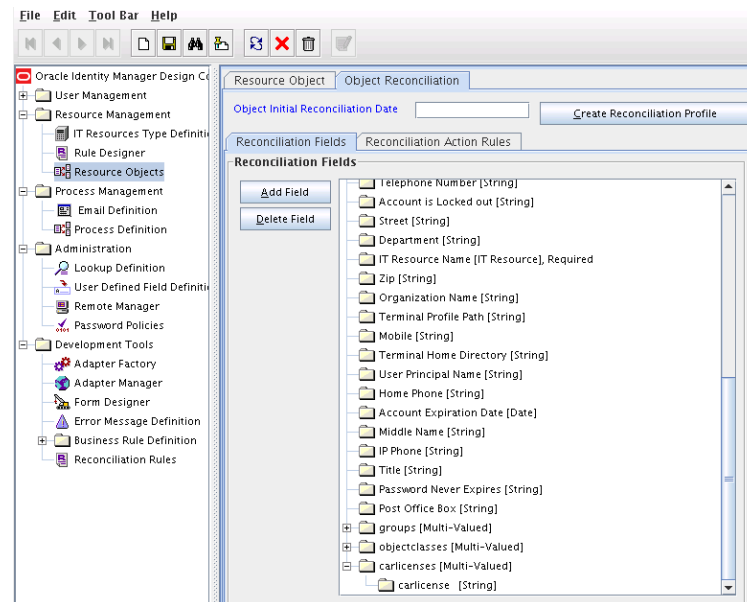 File Edit Tool Bar Help
Oracle Identity Manager Design Co
User Management
Resource Management
IT Resources Type Definiti
Rule Designer
Resource Objects
Process Management
Email Definition
Process Definition
Administration
Lookup Definition
User Defined Field Definiti
Remote Manager
Password Policies
Development Tools
Adapter Factory
Adapter Manager
Form Designer
Error Message Definition
Business Rule Definition
Reconciliation Rules
Resource Object Object Reconciliation
Object Initial Reconciliation Date Create Reconciliation Profile
Reconciliation Fields Reconciliation Action Rules
Reconciliation Fields
Add Field
Delete Field
Telephone Number [String]
Account is Locked out [String]
Street [String]
Department [String]
IT Resource Name [IT Resource], Required
Zip [String]
Organization Name [String]
Terminal Profile Path [String]
Mobile [String]
Terminal Home Directory [String]
User Principal Name [String]
Home Phone [String]
Account Expiration Date [Date]
Middle Name [String]
IP Phone [String]
Title [String]
Password Never Expires [String]
Post Office Box [String]
groups [Multi-Valued]
objectclasses [Multi-Valued]
carlicenses [Multi-Valued]
carlicense [String]